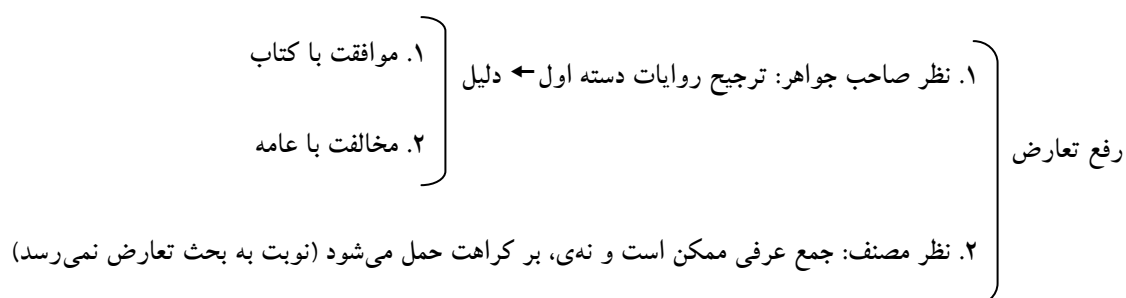 رفع تعارض
۱. نظر صاحب جواهر: ترجیح روایات دسته اول ← دلیل
۱. موافقت با کتاب
۲. مخالفت با عامه
۲. نظر مصنف: جمع عرفی ممکن است و نهی، بر کراهت حمل می‌شود (نوبت به بحث تعارض نمی‌رسد)